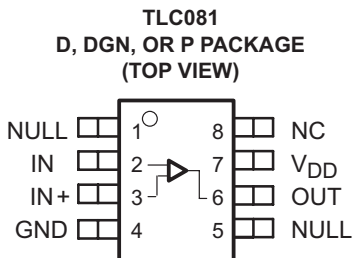 TLC081
D, DGN, OR P PACKAGE
(TOP VIEW)
NULL 1 8 NC
IN 2 7 VDD
IN+ 3 6 OUT
GND 4 5 NULL